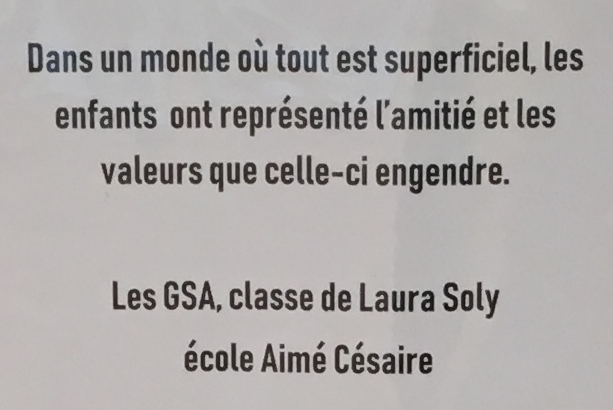 Dans un monde où tout est superficiel, les
enfants ont représenté l'amitié et les
valeurs que celle-ci engendre.
Les GSA, classe de Laura Soly
école Aimé Césaire